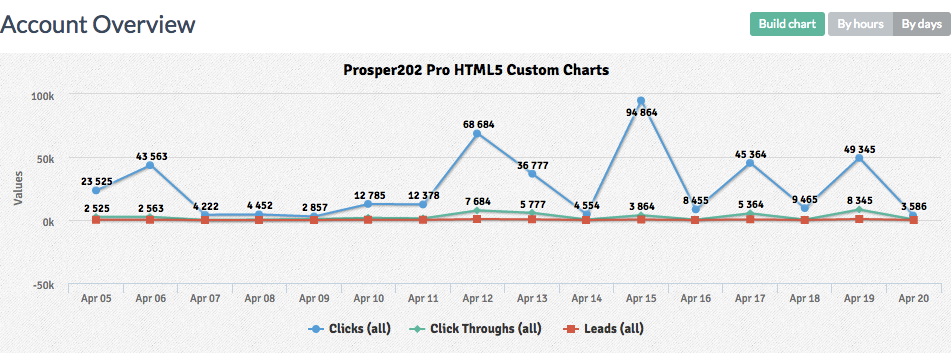 Account Overview
Build chart By hours By days
Prosper202 Pro HTML5 Custom Charts
100k
50k
0k
-50k
Values
23 525 43 563 4 222 4 452 2 857 12 785 12 378 68 684 36 777 4 554 94 864 8 455 45 364 9 465 49 345 3 586
2 525 2 563 7 684 5 777 3 864 5 364 8 345
Apr 05 Apr 06 Apr 07 Apr 08 Apr 09 Apr 10 Apr 11 Apr 12 Apr 13 Apr 14 Apr 15 Apr 16 Apr 17 Apr 18 Apr 19 Apr 20
Clicks (all) Click Throughs (all) Leads (all)